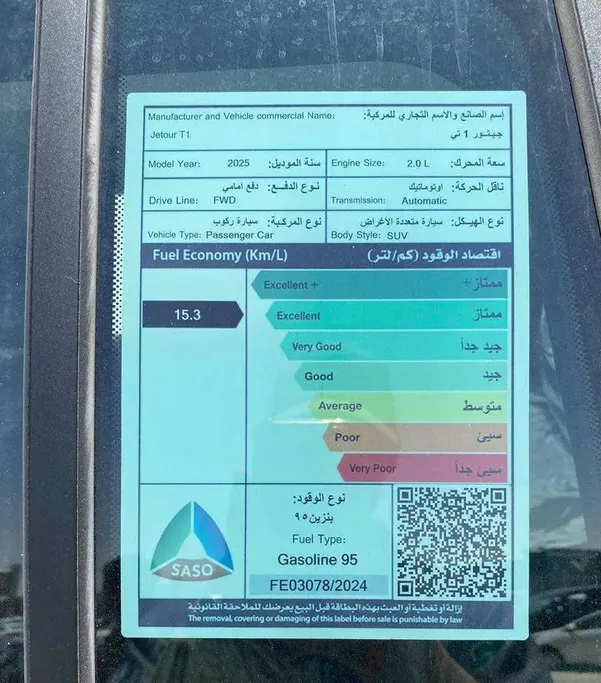 Manufacturer and Vehicle commercial Name: إسم الصانع والاسم التجاري للمركبة:
Jetour T1 جيتور 1 تي
Model Year: 2025 سنة الموديل: Engine Size: 2.0 L سعة المحرك:
نوع الدفع: دفع امامي ناقل الحركة: اوتوماتيك
Drive Line: FWD Transmission: Automatic
نوع المركبة: سيارة ركوب نوع الهيكل: سيارة متعددة الأغراض
Vehicle Type: Passenger Car Body Style: SUV
Fuel Economy (Km/L) اقتصاد الوقود (كم/لتر)
Excellent + ممتاز+
15.3 Excellent ممتاز
Very Good جيد جداً
Good جيد
Average متوسط
Poor سيئ
Very Poor سيئ جداً
نوع الوقود:
بنزين ٩٥
Fuel Type:
Gasoline 95
SASO
FE03078/2024
إزالة أو تغطية أو العبث بهذه البطاقة قبل البيع يعرضك للملاحقة القانونية
The removal, covering or damaging of this label before sale is punishable by law